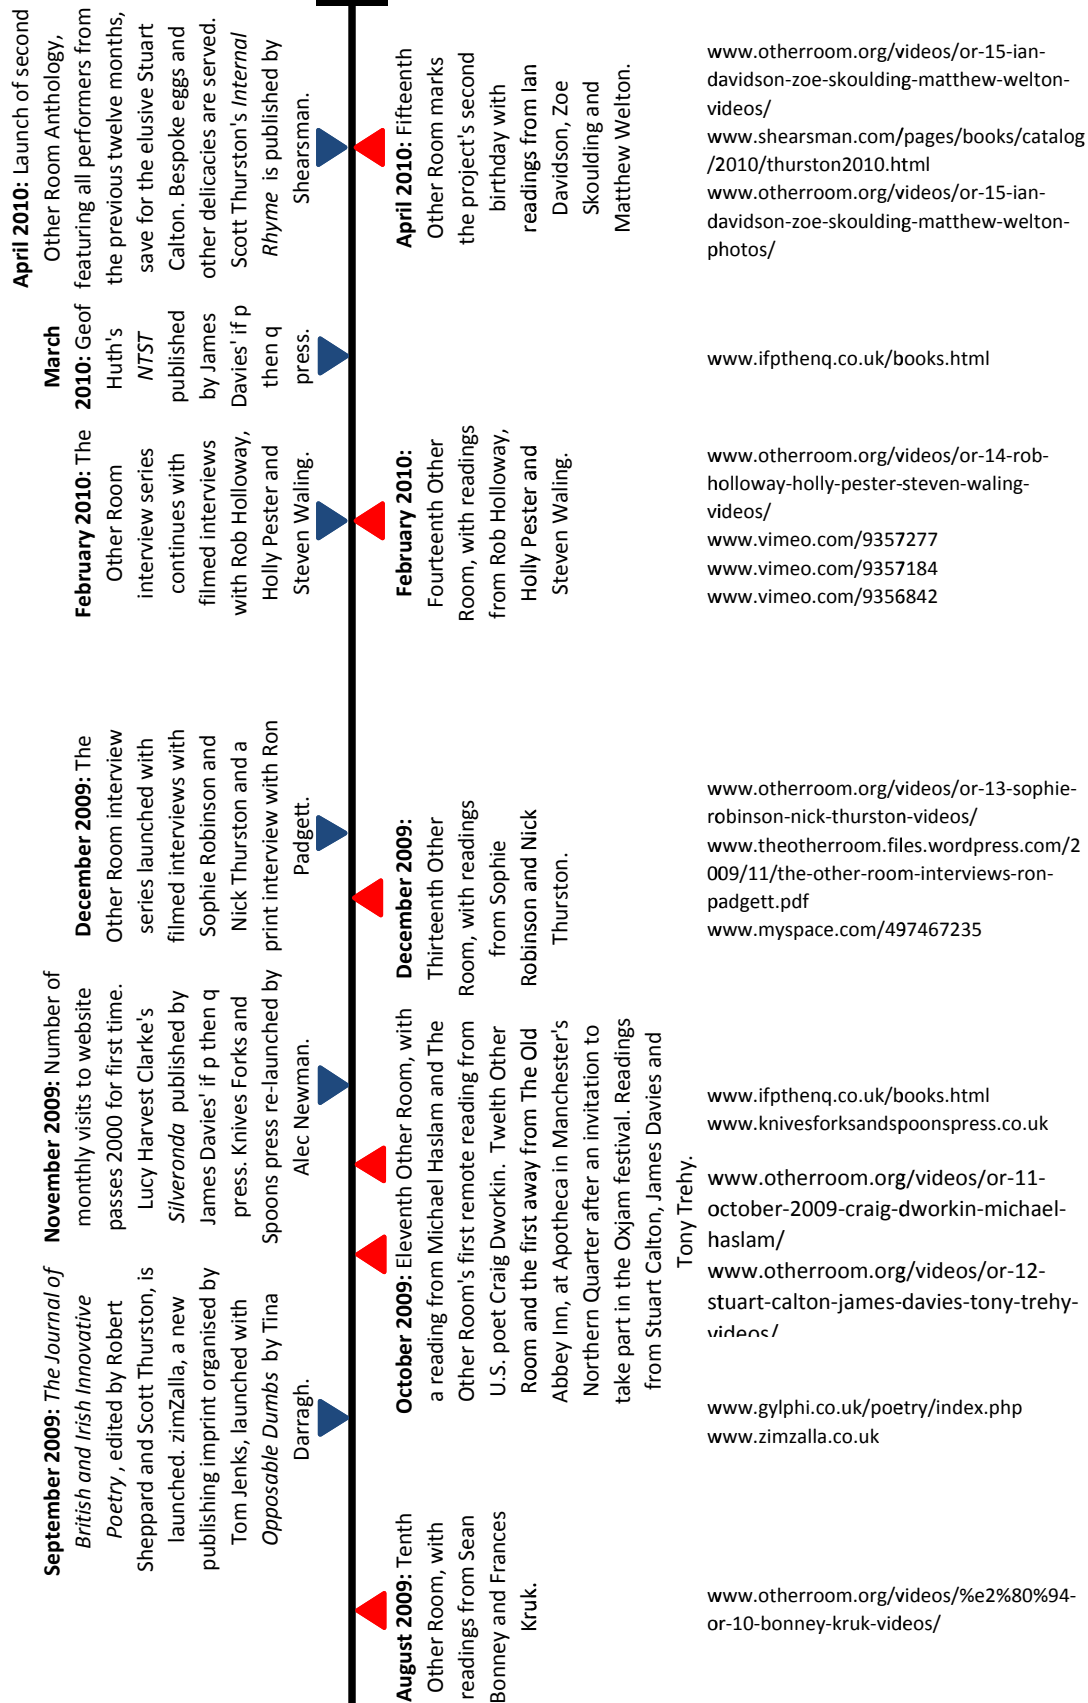 April 2010: Launch of second
Other Room Anthology,
featuring all performers from
the previous twelve months,
save for the elusive Stuart
Calton. Bespoke eggs and
other delicacies are served.
Scott Thurston's Internal
Rhyme is published by
Shearsman.
March
2010: Geof
Huth's
NTST
published
by James
Davies' if p
then q
press.
February 2010: The
Other Room
interview series
continues with
filmed interviews
with Rob Holloway,
Holly Pester and
Steven Waling.
December 2009: The
Other Room interview
series launched with
filmed interviews with
Sophie Robinson and
Nick Thurston and a
print interview with Ron
Padgett.
November 2009: Number of
monthly visits to website
passes 2000 for first time.
Lucy Harvest Clarke's
Silveronda published by
James Davies' if p then q
press. Knives Forks and
Spoons press re-launched by
Alec Newman.
September 2009: The Journal of
British and Irish Innovative
Poetry , edited by Robert
Sheppard and Scott Thurston, is
launched. zimZalla, a new
publishing imprint organised by
Tom Jenks, launched with
Opposable Dumbs by Tina
Darragh.
April 2010: Fifteenth
Other Room marks
the project's second
birthday with
readings from Ian
Davidson, Zoe
Skoulding and
Matthew Welton.
February 2010:
Fourteenth Other
Room, with readings
from Rob Holloway,
Holly Pester and
Steven Waling.
December 2009:
Thirteenth Other
Room, with readings
from Sophie
Robinson and Nick
Thurston.
October 2009: Eleventh Other Room, with
a reading from Michael Haslam and The
Other Room's first remote reading from
U.S. poet Craig Dworkin. Twelth Other
Room and the first away from The Old
Abbey Inn, at Apotheca in Manchester's
Northern Quarter after an invitation to
take part in the Oxjam festival. Readings
from Stuart Calton, James Davies and
Tony Trehy.
August 2009: Tenth
Other Room, with
readings from Sean
Bonney and Frances
Kruk.
www.otherroom.org/videos/or-15-ian-
davidson-zoe-skoulding-matthew-welton-
videos/
www.shearsman.com/pages/books/catalog
/2010/thurston2010.html
www.otherroom.org/videos/or-15-ian-
davidson-zoe-skoulding-matthew-welton-
photos/
www.ifpthenq.co.uk/books.html
www.otherroom.org/videos/or-14-rob-
holloway-holly-pester-steven-waling-
videos/
www.vimeo.com/9357277
www.vimeo.com/9357184
www.vimeo.com/9356842
www.otherroom.org/videos/or-13-sophie-
robinson-nick-thurston-videos/
www.theotherroom.files.wordpress.com/2
009/11/the-other-room-interviews-ron-
padgett.pdf
www.myspace.com/497467235
www.ifpthenq.co.uk/books.html
www.knivesforksandspoonspress.co.uk
www.otherroom.org/videos/or-11-
october-2009-craig-dworkin-michael-
haslam/
www.otherroom.org/videos/or-12-
stuart-calton-james-davies-tony-trehy-
videos/
www.gylphi.co.uk/poetry/index.php
www.zimzalla.co.uk
www.otherroom.org/videos/%e2%80%94-
or-10-bonney-kruk-videos/